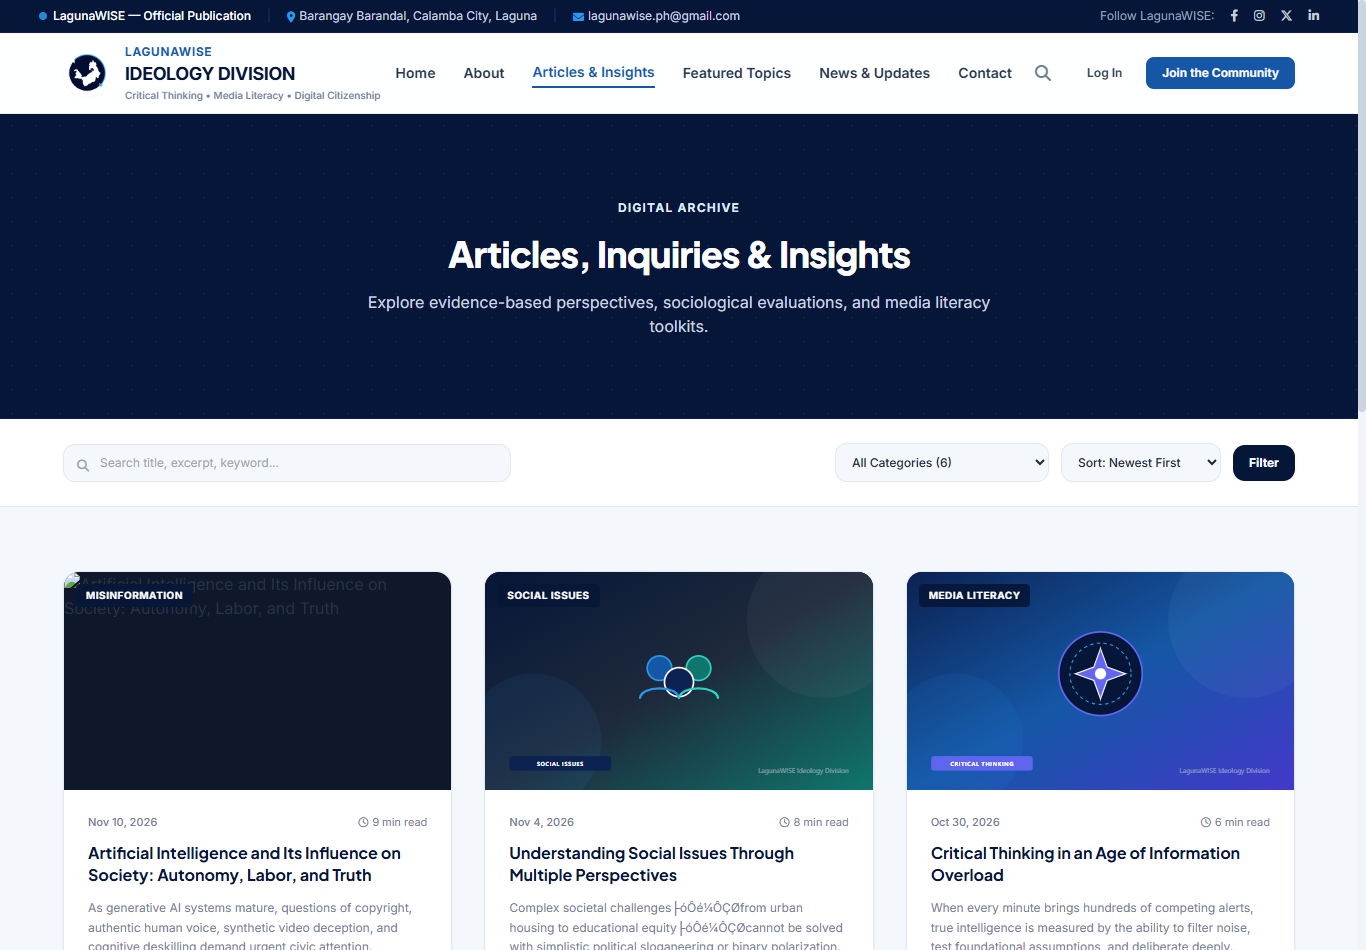 LagunaWISE — Official Publication
Barangay Barandal, Calamba City, Laguna
lagunawise.ph@gmail.com
Follow LagunaWISE:
LAGUNAWISE
IDEOLOGY DIVISION
Critical Thinking • Media Literacy • Digital Citizenship
Home
About
Articles & Insights
Featured Topics
News & Updates
Contact
Log In
Join the Community
DIGITAL ARCHIVE
Articles, Inquiries & Insights
Explore evidence-based perspectives, sociological evaluations, and media literacy
toolkits.
Search title, excerpt, keyword...
All Categories (6)
Sort: Newest First
Filter
Artificial Intelligence and Its Influence on
Society: Autonomy, Labor, and Truth
MISINFORMATION
Nov 10, 2026
9 min read
Artificial Intelligence and Its Influence on
Society: Autonomy, Labor, and Truth
As generative AI systems mature, questions of copyright,
authentic human voice, synthetic video deception, and
cognitive deskilling demand urgent civic attention.
SOCIAL ISSUES
SOCIAL ISSUES
LagunaWISE Ideology Division
Nov 4, 2026
8 min read
Understanding Social Issues Through
Multiple Perspectives
Complex societal challenges├óÔé¼ÔÇØfrom urban
housing to educational equity├óÔé¼ÔÇØcannot be solved
with simplistic political sloganeering or binary polarization.
MEDIA LITERACY
CRITICAL THINKING
LagunaWISE Ideology Division
Oct 30, 2026
6 min read
Critical Thinking in an Age of Information
Overload
When every minute brings hundreds of competing alerts,
true intelligence is measured by the ability to filter noise,
test foundational assumptions, and deliberate deeply.